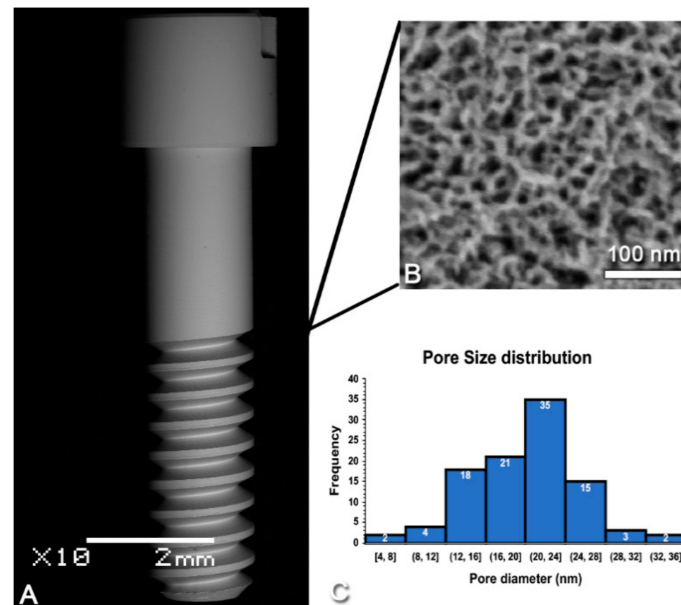 X10
2mm
A
100 nm
B
Pore Size distribution
Frequency
40
35
30
25
20
15
10
5
0
2
4
18
21
35
15
3
2
[4, 8]
(8, 12]
(12, 16]
(16, 20]
(20, 24]
(24, 28]
(28, 32]
(32, 36]
Pore diameter (nm)
C